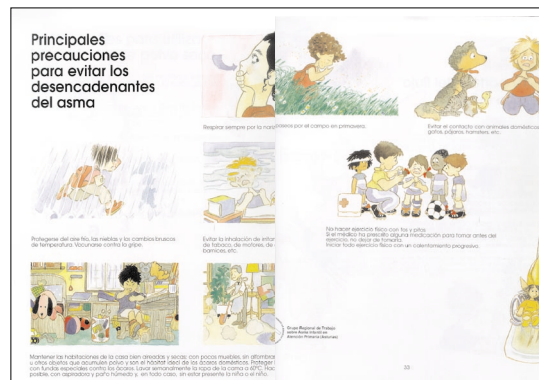 Principales
precauciones
para evitar los
desencadenantes
del asma
Respirar siempre por la nariz
por el campo en primavera.
Evitar el contacto con animales domésticos:
gatos, pájaros, hamsters, etc.
Protegerse del aire frío, las nieblas y los cambios bruscos
de temperatura. Vacunarse contra la gripe.
Evitar la inhalación de
de tabaco, de motores, de
barnices, etc.
No hacer ejercicio físico con tos y pitos.
Si el médico ha prescrito alguna medicación para tomar antes del
ejercicio, no dejar de tomarla.
Iniciar todo ejercicio físico con un calentamiento progresivo.
Mantener las habitaciones de la casa bien aireadas y secas: con pocos muebles, sin alfombras
u otros objetos que acumulen polvo y son el hábitat ideal de los ácaros domésticos. Proteger
con fundas especiales contra los ácaros. Lavar semanalmente la ropa de la cama a 60ºC. Hac
posible, con aspiradora y paño húmedo y, en todo caso, sin estar presente la niña o el niño.
Grupo Regional de Trabajo
sobre Asma Infantil en
Atención Primaria (Asturias)